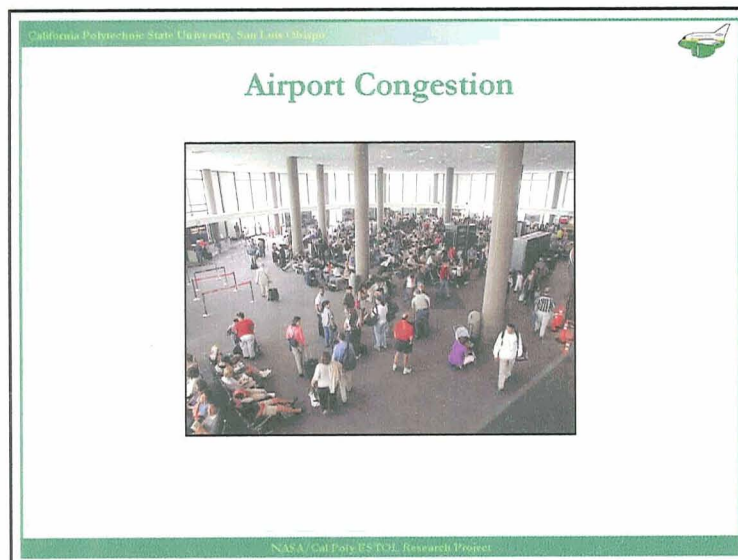 California Polytechnic State University, San Luis Obispo
Airport Congestion
NASA/Cal Poly ESTOL Research Project